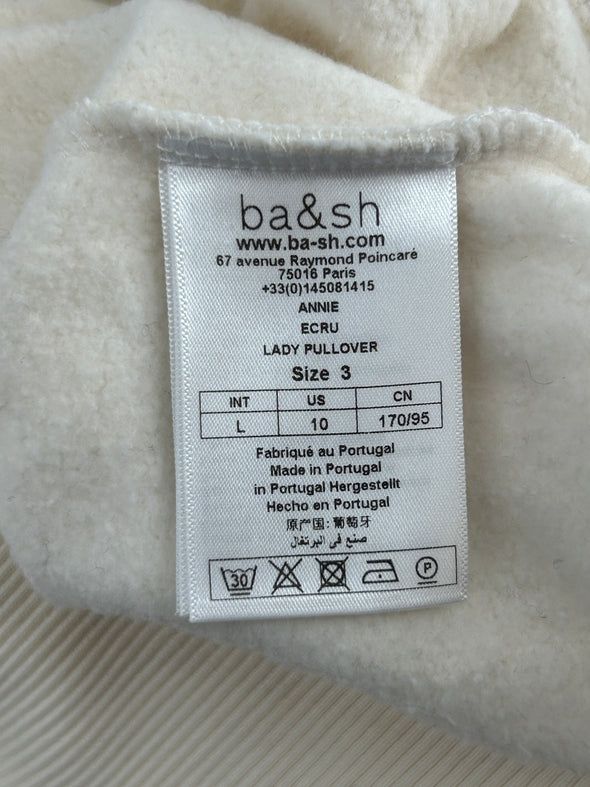 ba&sh
www.ba-sh.com
67 avenue Raymond Poincaré
75016 Paris
+33(0)145081415
ANNIE
ECRU
LADY PULLOVER
Size 3
INT US CN
L 10 170/95
Fabriqué au Portugal
Made in Portugal
in Portugal Hergestellt
Hecho en Portugal
原产国: 葡萄牙
صنع في البرتغال
30 P